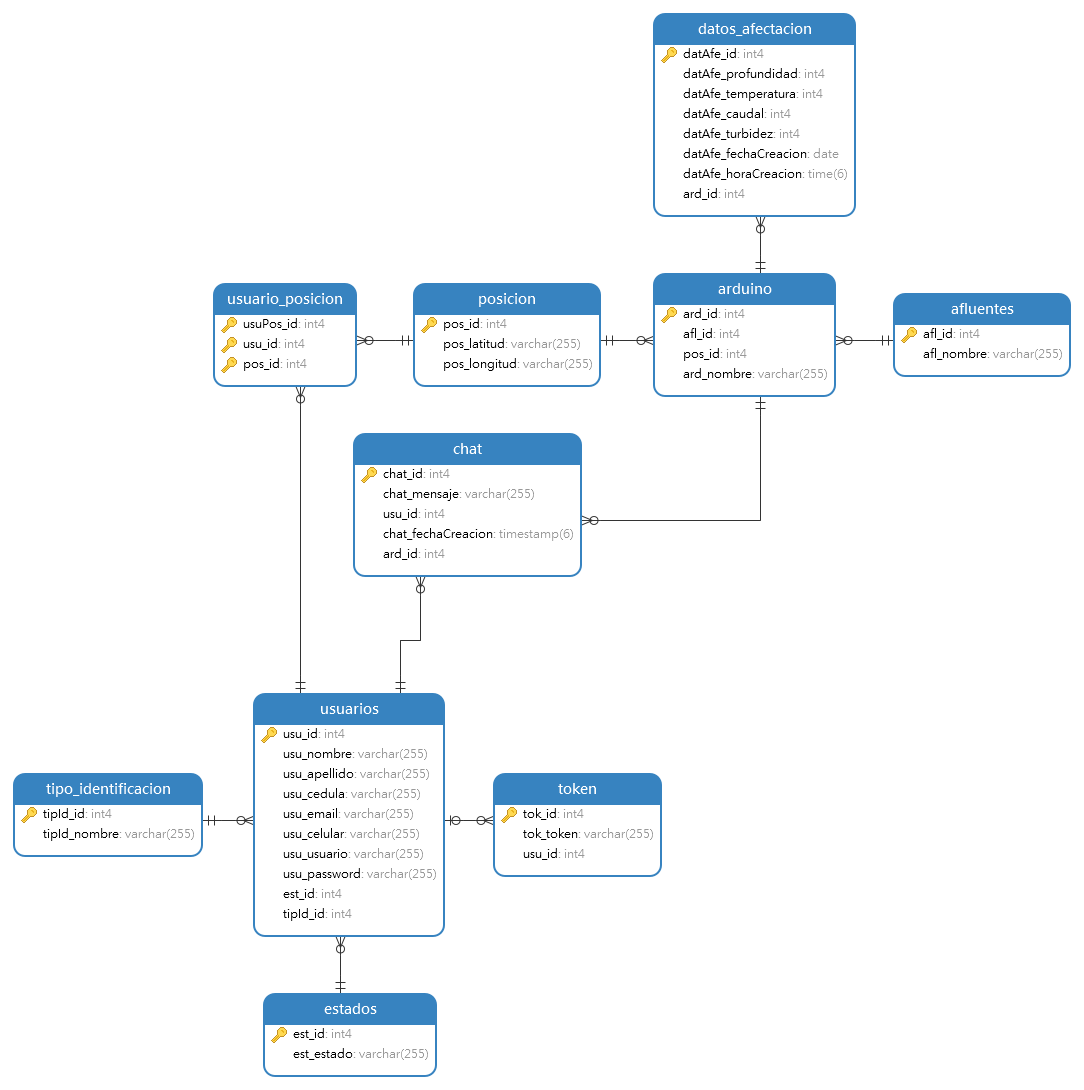 datos_afectacion
datAfe_id: int4
datAfe_profundidad: int4
datAfe_temperatura: int4
datAfe_caudal: int4
datAfe_turbidez: int4
datAfe_fechaCreacion: date
datAfe_horaCreacion: time(6)
ard_id: int4
usuario_posicion
usuPos_id: int4
usu_id: int4
pos_id: int4
posicion
pos_id: int4
pos_latitud: varchar(255)
pos_longitud: varchar(255)
arduino
ard_id: int4
afl_id: int4
pos_id: int4
ard_nombre: varchar(255)
afluentes
afl_id: int4
afl_nombre: varchar(255)
chat
chat_id: int4
chat_mensaje: varchar(255)
usu_id: int4
chat_fechaCreacion: timestamp(6)
ard_id: int4
usuarios
usu_id: int4
usu_nombre: varchar(255)
usu_apellido: varchar(255)
usu_cedula: varchar(255)
usu_email: varchar(255)
usu_celular: varchar(255)
usu_usuario: varchar(255)
usu_password: varchar(255)
est_id: int4
tipId_id: int4
tipo_identificacion
tipId_id: int4
tipId_nombre: varchar(255)
token
tok_id: int4
tok_token: varchar(255)
usu_id: int4
estados
est_id: int4
est_estado: varchar(255)